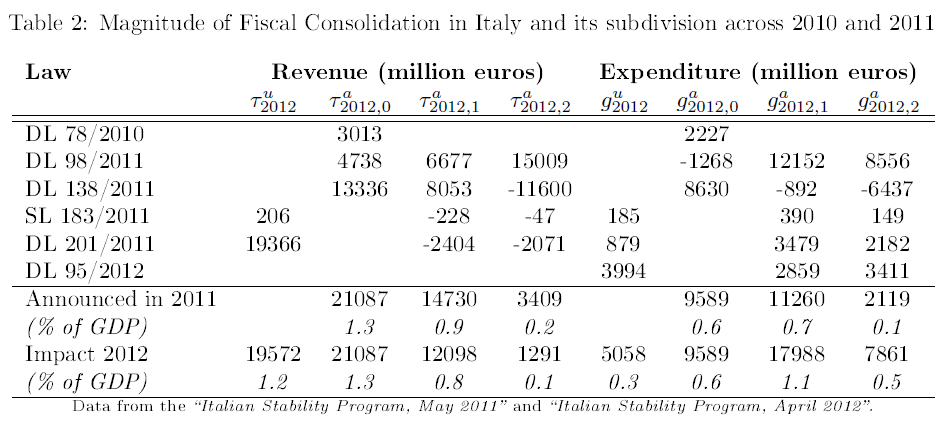 Table 2: Magnitude of Fiscal Consolidation in Italy and its subdivision across 2010 and 2011
Law Revenue (million euros) Expenditure (million euros)
τ^u_2012 τ^a_2012,0 τ^a_2012,1 τ^a_2012,2 g^u_2012 g^a_2012,0 g^a_2012,1 g^a_2012,2
DL 78/2010 3013 2227
DL 98/2011 4738 6677 15009 -1268 12152 8556
DL 138/2011 13336 8053 -11600 8630 -892 -6437
SL 183/2011 206 -228 -47 185 390 149
DL 201/2011 19366 -2404 -2071 879 3479 2182
DL 95/2012 3994 2859 3411
Announced in 2011 21087 14730 3409 9589 11260 2119
(% of GDP) 1.3 0.9 0.2 0.6 0.7 0.1
Impact 2012 19572 21087 12098 1291 5058 9589 17988 7861
(% of GDP) 1.2 1.3 0.8 0.1 0.3 0.6 1.1 0.5
Data from the “Italian Stability Program, May 2011” and “Italian Stability Program, April 2012”.